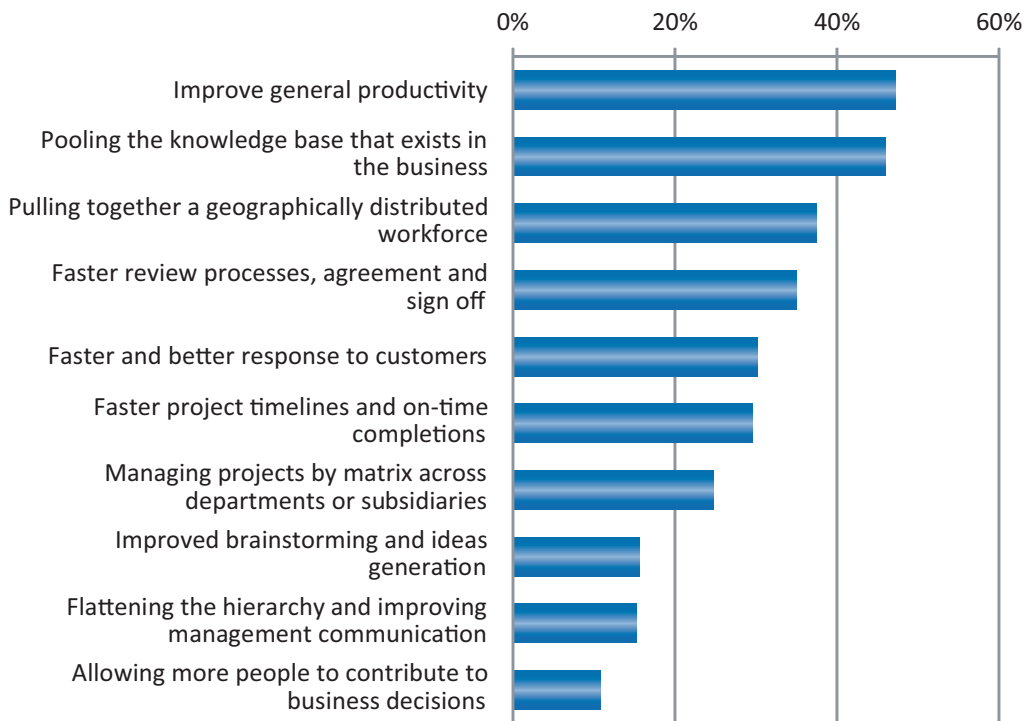 0% 20% 40% 60%
Improve general productivity
Pooling the knowledge base that exists in
the business
Pulling together a geographically distributed
workforce
Faster review processes, agreement and
sign off
Faster and better response to customers
Faster project timelines and on-time
completions
Managing projects by matrix across
departments or subsidiaries
Improved brainstorming and ideas
generation
Flattening the hierarchy and improving
management communication
Allowing more people to contribute to
business decisions